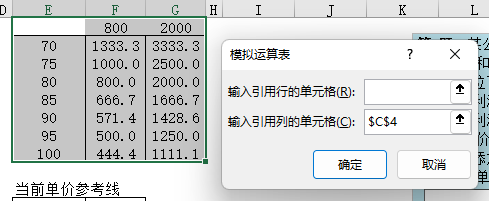 D E F G H I J K L
800 2000
70 1333.3 3333.3
75 1000.0 2500.0
80 800.0 2000.0
85 666.7 1666.7
90 571.4 1428.6
95 500.0 1250.0
100 444.4 1111.1
当前单价参考线
模拟运算表
输入引用行的单元格(R):
输入引用列的单元格(C): $C$4
确定 取消